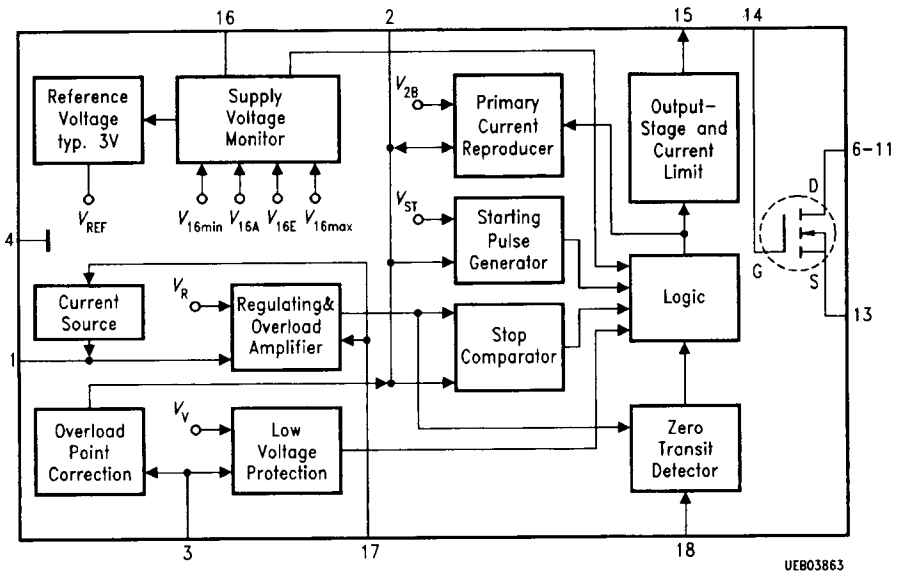 16
2
15
14
Reference
Voltage
typ. 3V
Supply
Voltage
Monitor
V2B
Primary
Current
Reproducer
Output-
Stage and
Current
Limit
6-11
VREF
V16min
V16A
V16E
V16max
VST
Starting
Pulse
Generator
D
G
S
4
Current
Source
VR
Regulating&
Overload
Amplifier
Stop
Comparator
Logic
13
1
Overload
Point
Correction
VV
Low
Voltage
Protection
Zero
Transit
Detector
3
17
18
UEB03863